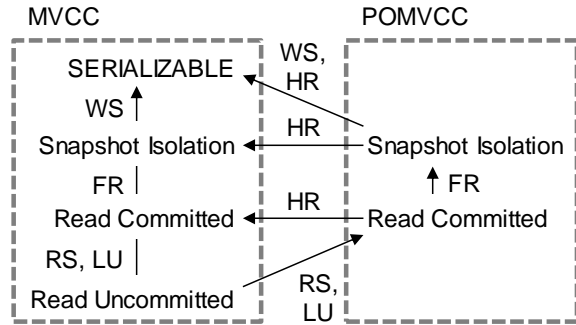 MVCC
POMVCC
SERIALIZABLE
WS,
HR
WS
HR
Snapshot Isolation
Snapshot Isolation
FR
FR
HR
Read Committed
Read Committed
RS, LU
RS,
LU
Read Uncommitted